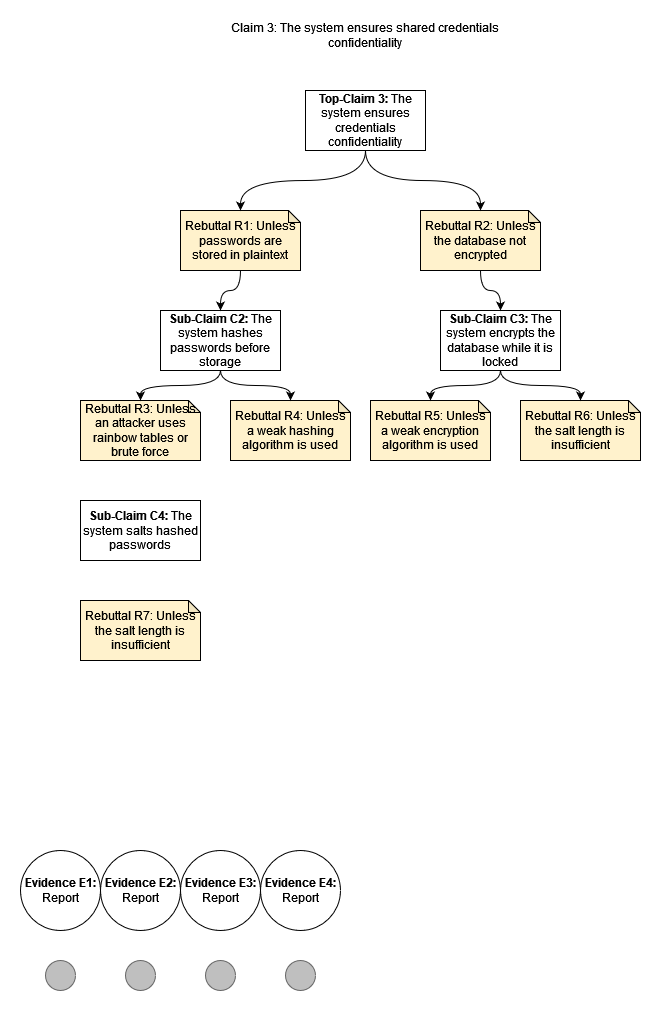 Claim 3: The system ensures shared credentials
confidentiality
Top-Claim 3: The
system ensures
credentials
confidentiality
Rebuttal R1: Unless
passwords are
stored in plaintext
Rebuttal R2: Unless
the database not
encrypted
Sub-Claim C2: The
system hashes
passwords before
storage
Sub-Claim C3: The
system encrypts the
database while it is
locked
Rebuttal R3: Unless
an attacker uses
rainbow tables or
brute force
Rebuttal R4: Unless
a weak hashing
algorithm is used
Rebuttal R5: Unless
a weak encryption
algorithm is used
Rebuttal R6: Unless
the salt length is
insufficient
Sub-Claim C4: The
system salts hashed
passwords
Rebuttal R7: Unless
the salt length is
insufficient
Evidence E1:
Report
Evidence E2:
Report
Evidence E3:
Report
Evidence E4:
Report